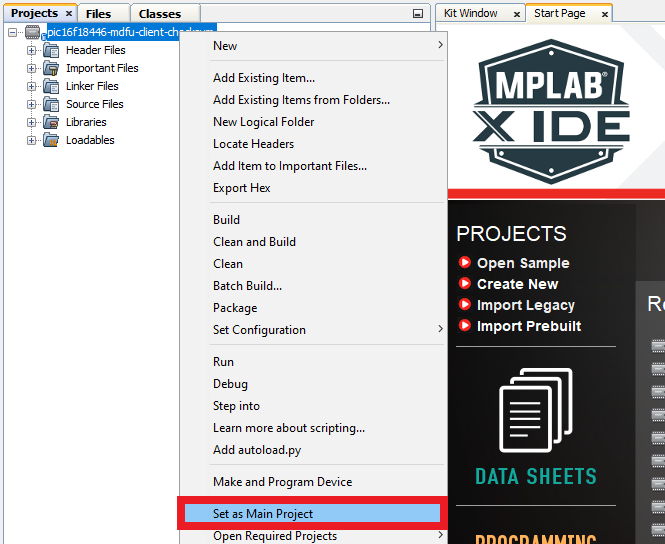 Projects × Files Classes
pic16f18446-mdfu-client-checksum
Header Files
Important Files
Linker Files
Source Files
Libraries
Loadables
New
Add Existing Item...
Add Existing Items from Folders...
New Logical Folder
Locate Headers
Add Item to Important Files...
Export Hex
Build
Clean and Build
Clean
Batch Build...
Package
Set Configuration
Run
Debug
Step into
Learn more about scripting...
Add autoload.py
Make and Program Device
Set as Main Project
Open Required Projects
Kit Window × Start Page ×
MPLAB®
X IDE
PROJECTS
Open Sample
Create New
Import Legacy
Import Prebuilt
DATA SHEETS
PROGRAMMING